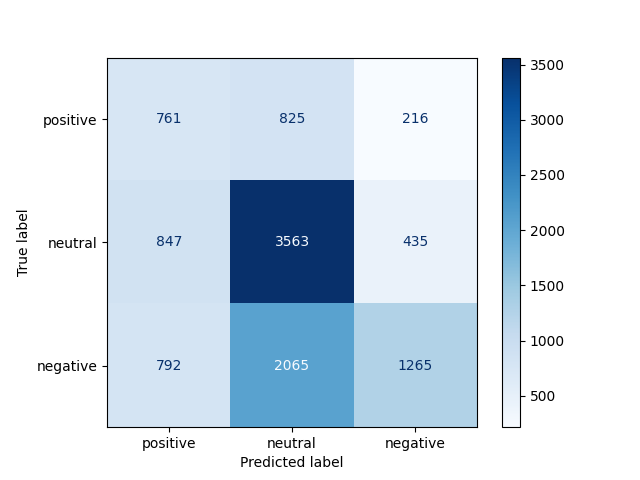 positive 761 825 216
neutral 847 3563 435
negative 792 2065 1265
True label
positive neutral negative
Predicted label
3500
3000
2500
2000
1500
1000
500